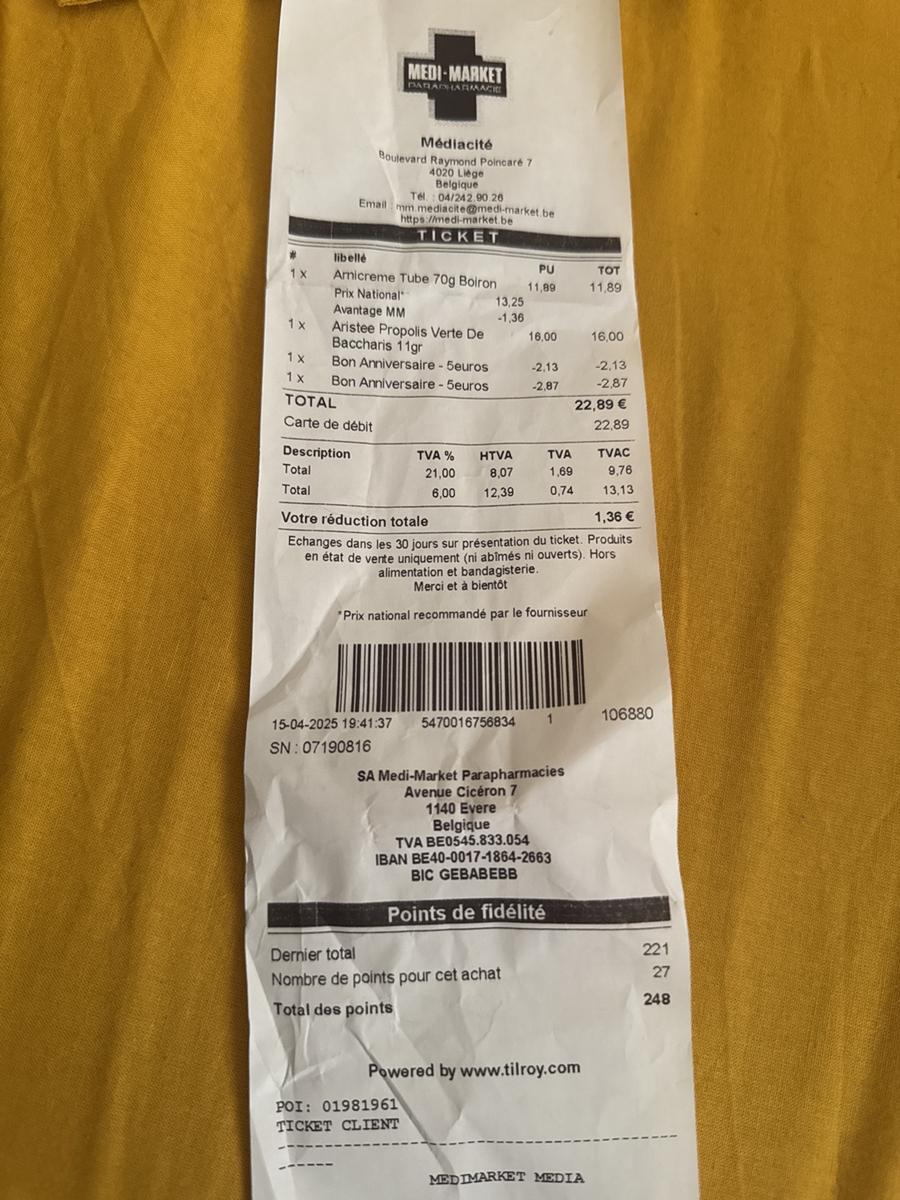 MEDI-MARKET
PARAPHARMACIE
Médiacité
Boulevard Raymond Poincaré 7
4020 Liège
Belgique
Tél. : 04/242.90.26
Email : mm.mediacite@medi-market.be
https://medi-market.be
TICKET
# libellé PU TOT
1 x Arnicreme Tube 70g Boiron 11,89 11,89
Prix National* 13,25
Avantage MM -1,36
1 x Aristee Propolis Verte De 16,00 16,00
Baccharis 11gr
1 x Bon Anniversaire - 5euros -2,13 -2,13
1 x Bon Anniversaire - 5euros -2,87 -2,87
TOTAL 22,89 €
Carte de débit 22,89
Description TVA % HTVA TVA TVAC
Total 21,00 8,07 1,69 9,76
Total 6,00 12,39 0,74 13,13
Votre réduction totale 1,36 €
Echanges dans les 30 jours sur présentation du ticket. Produits
en état de vente uniquement (ni abîmés ni ouverts). Hors
alimentation et bandagisterie.
Merci et à bientôt
*Prix national recommandé par le fournisseur
15-04-2025 19:41:37 5470016756834 1 106880
SN : 07190816
SA Medi-Market Parapharmacies
Avenue Cicéron 7
1140 Evere
Belgique
TVA BE0545.833.054
IBAN BE40-0017-1864-2663
BIC GEBABEBB
Points de fidélité
Dernier total 221
Nombre de points pour cet achat 27
Total des points 248
Powered by www.tilroy.com
POI: 01981961
TICKET CLIENT
MEDIMARKET MEDIA